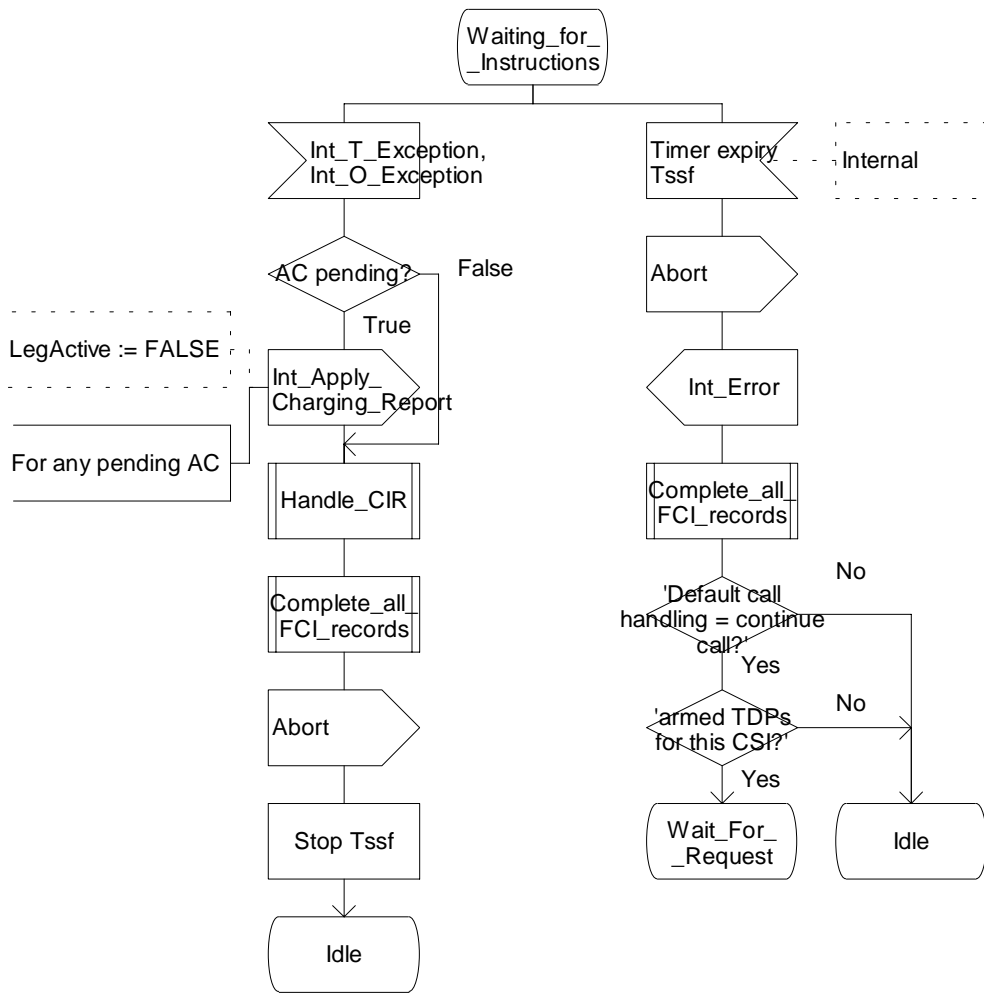 Waiting_for_
_Instructions
Int_T_Exception,
Int_O_Exception
Timer expiry
Tssf
Internal
AC pending?
False
Abort
True
LegActive := FALSE
Int_Apply_
Charging_Report
Int_Error
For any pending AC
Handle_CIR
Complete_all_
FCI_records
No
'Default call
handling = continue
call?'
Complete_all_
FCI_records
Yes
Abort
'armed TDPs
for this CSI?'
No
Yes
Stop Tssf
Wait_For_
_Request
Idle
Idle